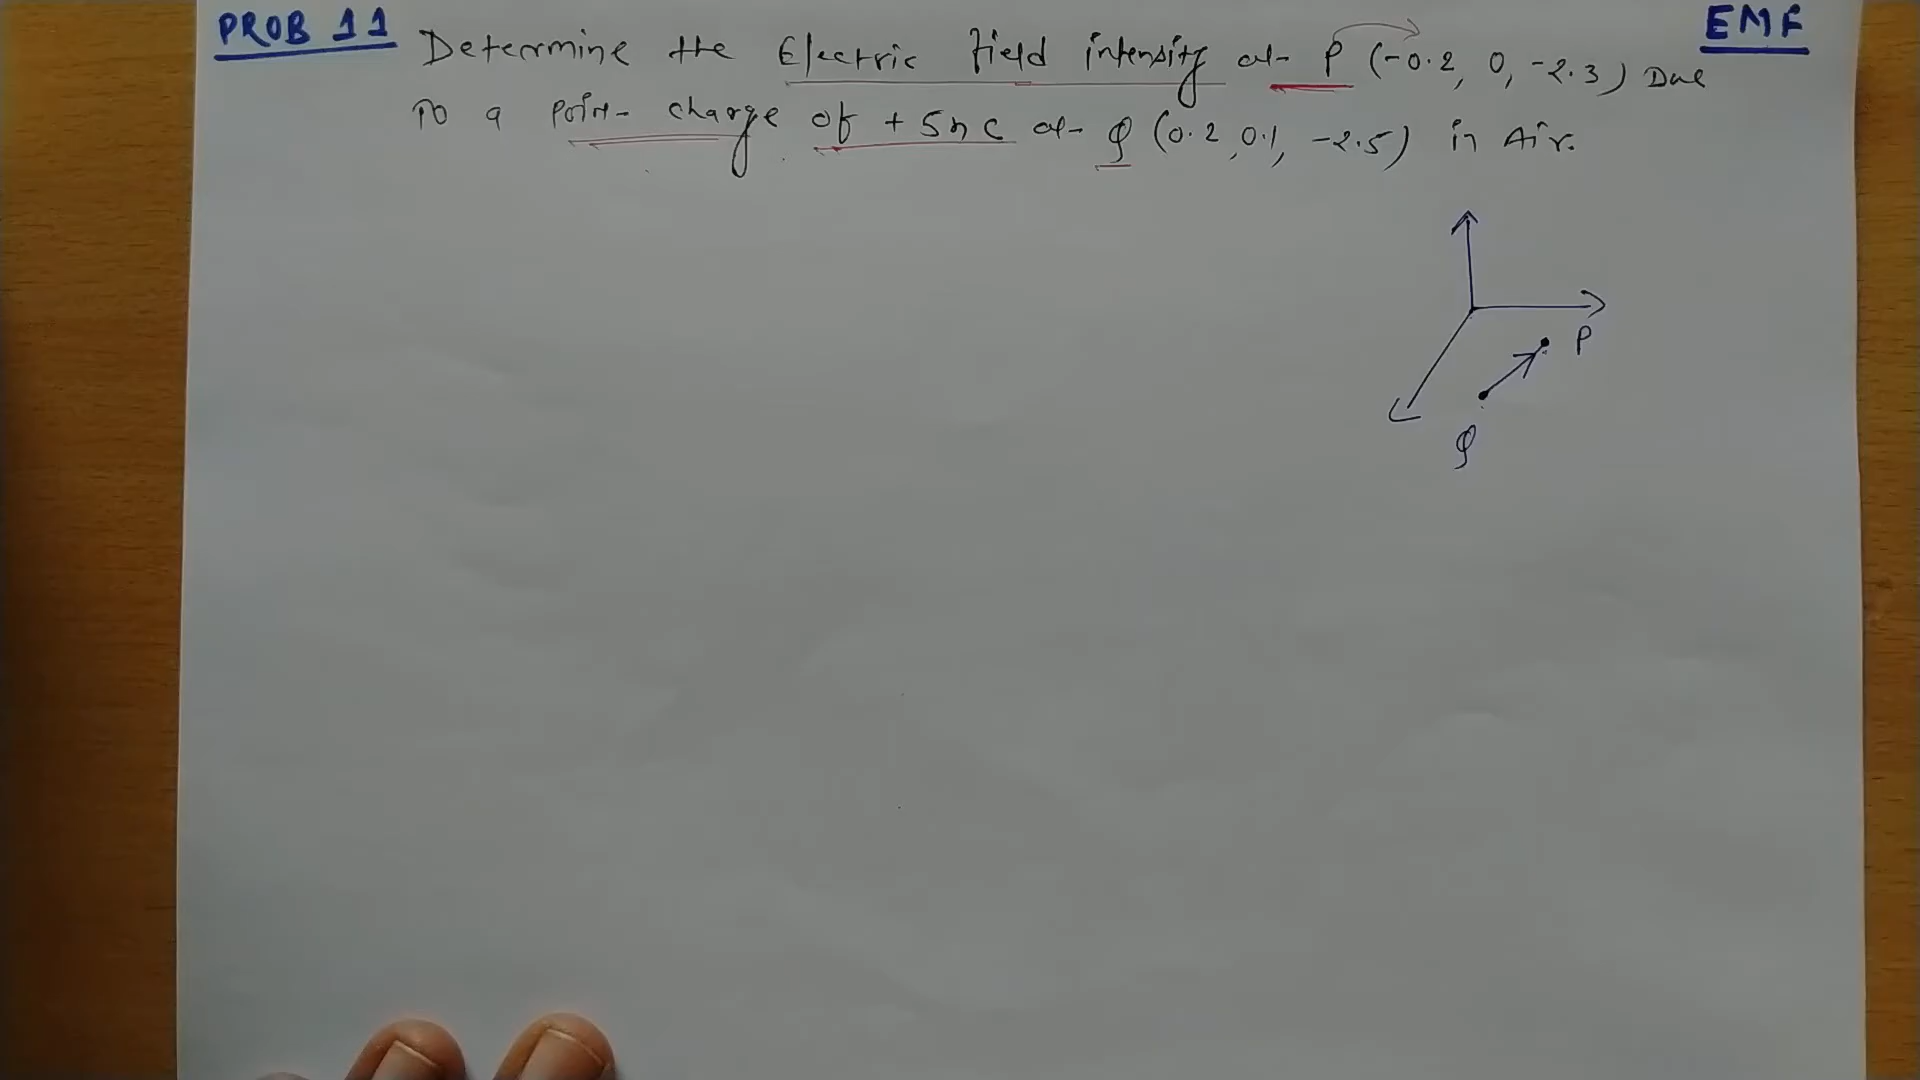 PROB 11
EMF
Determine the Electric field intensity at P (-0.2, 0, -2.3) Due
To a point charge of +5nC at Q (0.2, 0.1, -2.5) in Air.
P
Q